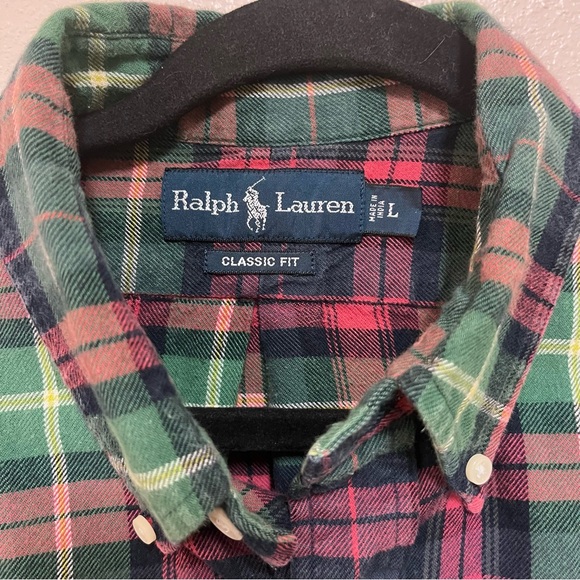 Ralph Lauren
MADE IN
INDIA
L
CLASSIC FIT